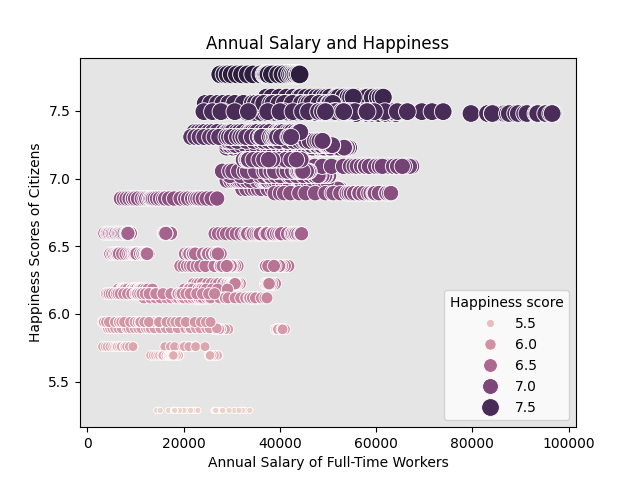 Annual Salary and Happiness
Happiness Scores of Citizens
7.5
7.0
6.5
6.0
5.5
Happiness score
5.5
6.0
6.5
7.0
7.5
0 20000 40000 60000 80000 100000
Annual Salary of Full-Time Workers